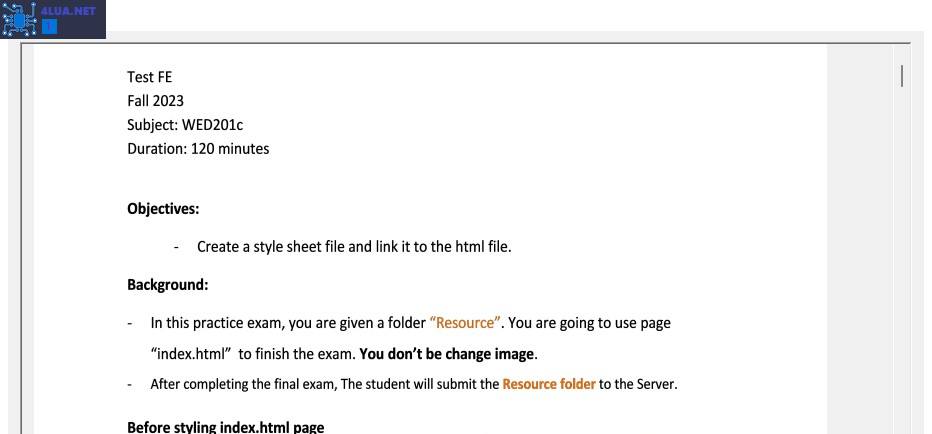 4LUA.NET
1
Test FE
Fall 2023
Subject: WED201c
Duration: 120 minutes
Objectives:
- Create a style sheet file and link it to the html file.
Background:
- In this practice exam, you are given a folder “Resource”. You are going to use page
“index.html” to finish the exam. You don’t be change image.
- After completing the final exam, The student will submit the Resource folder to the Server.
Before styling index.html page